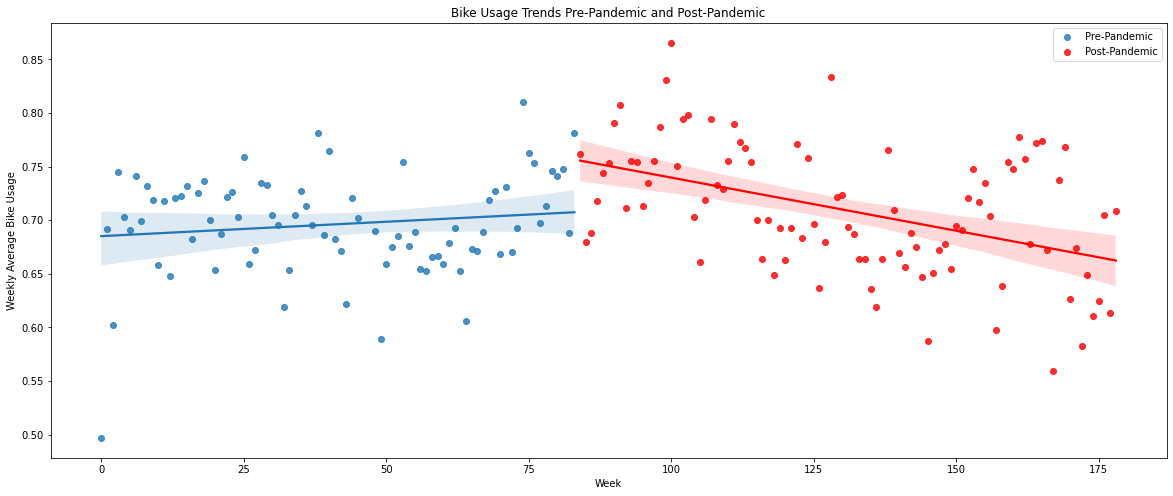 Bike Usage Trends Pre-Pandemic and Post-Pandemic
Pre-Pandemic
Post-Pandemic
Weekly Average Bike Usage
0.85
0.80
0.75
0.70
0.65
0.60
0.55
0.50
0 25 50 75 100 125 150 175
Week